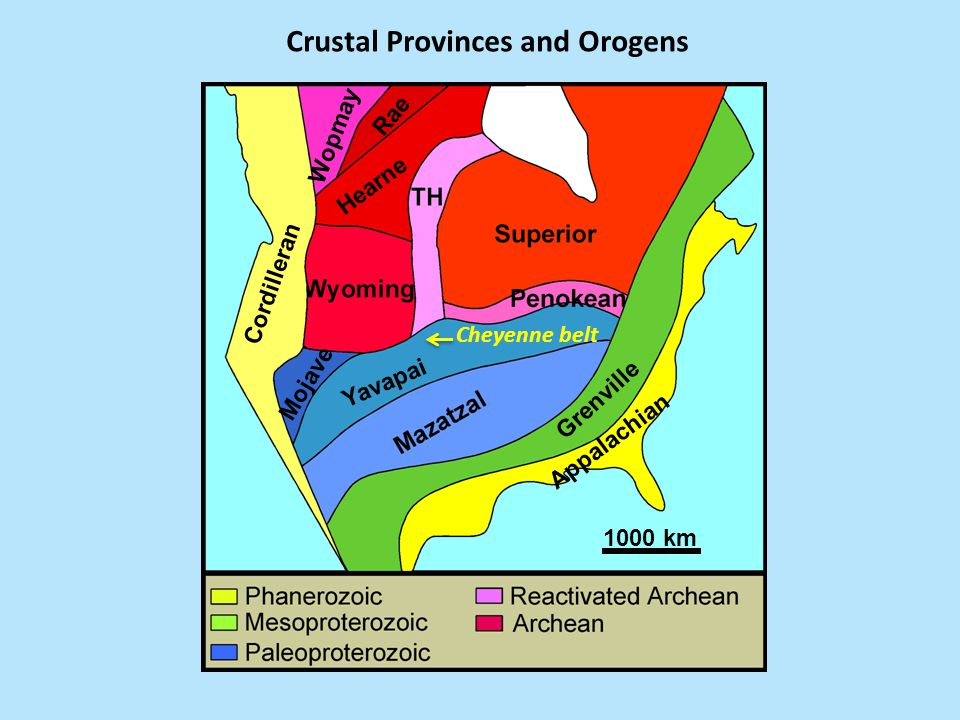 Crustal Provinces and Orogens
Wopmay
Rae
Hearne
TH
Superior
Cordilleran
Wyoming
Penokean
Cheyenne belt
Mojave
Yavapai
Mazatzal
Grenville
Appalachian
1000 km
Phanerozoic
Reactivated Archean
Mesoproterozoic
Archean
Paleoproterozoic